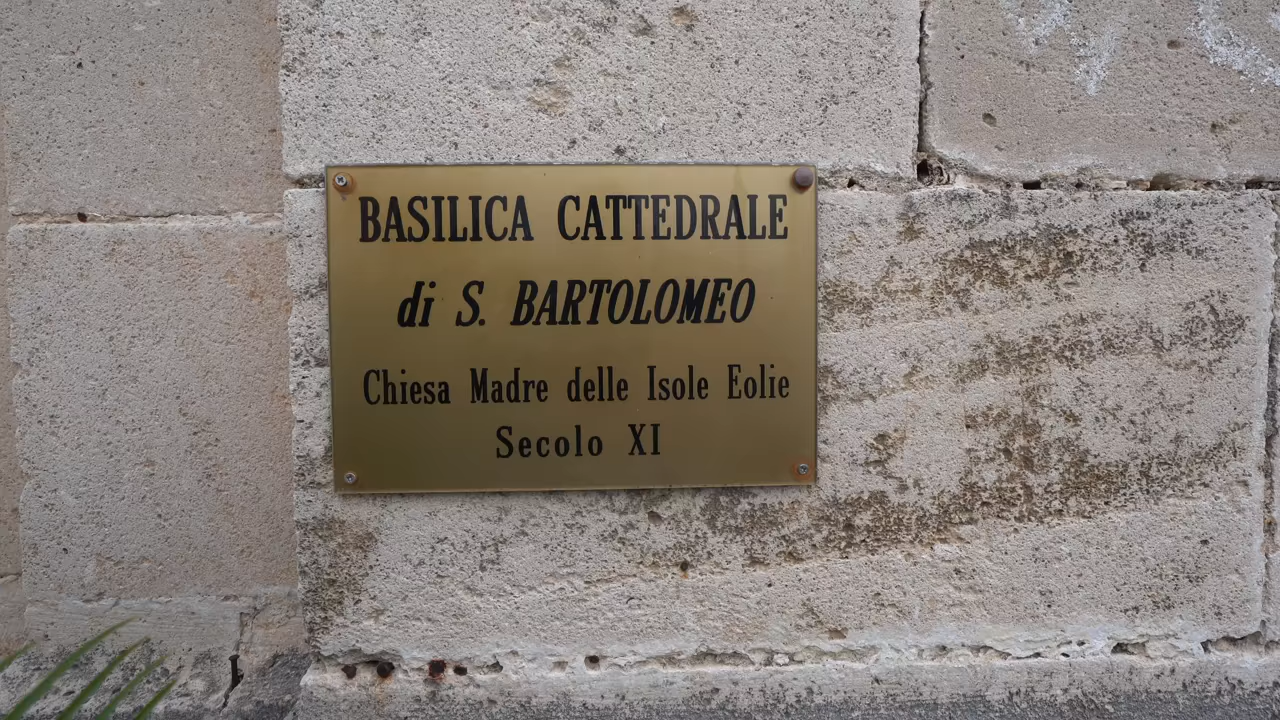 BASILICA CATTEDRALE
di S. BARTOLOMEO
Chiesa Madre delle Isole Eolie
Secolo XI